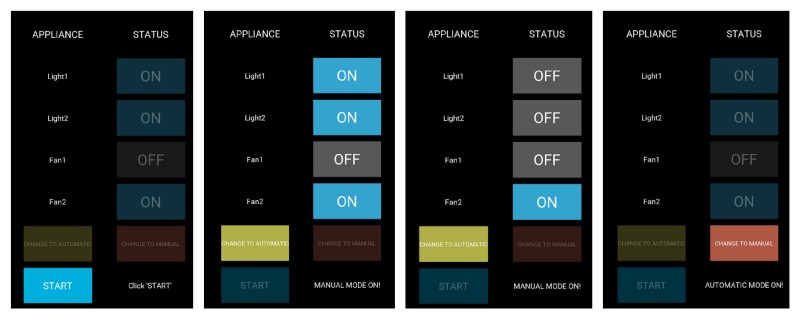 APPLIANCE STATUS
Light1 ON
Light2 ON
Fan1 OFF
Fan2 ON
CHANGE TO AUTOMATIC CHANGE TO MANUAL
START Click 'START'
APPLIANCE STATUS
Light1 ON
Light2 ON
Fan1 OFF
Fan2 ON
CHANGE TO AUTOMATIC CHANGE TO MANUAL
START MANUAL MODE ON!
APPLIANCE STATUS
Light1 OFF
Light2 OFF
Fan1 OFF
Fan2 ON
CHANGE TO AUTOMATIC CHANGE TO MANUAL
START MANUAL MODE ON!
APPLIANCE STATUS
Light1 ON
Light2 ON
Fan1 OFF
Fan2 ON
CHANGE TO AUTOMATIC CHANGE TO MANUAL
START AUTOMATIC MODE ON!